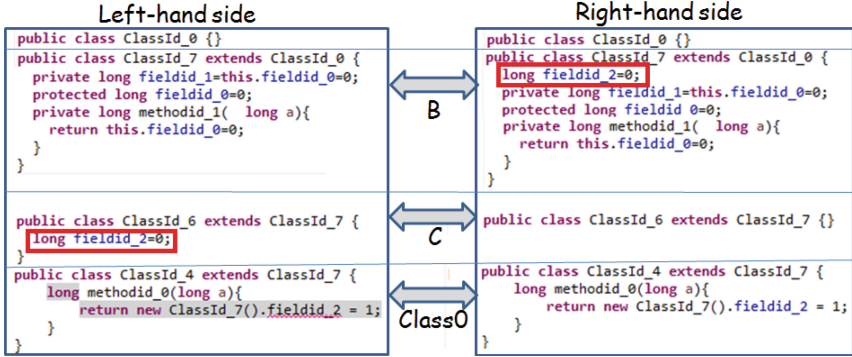 Left-hand side
public class ClassId_0 {}
public class ClassId_7 extends ClassId_0 {
private long fieldid_1=this.fieldid_0=0;
protected long fieldid_0=0;
private long methodid_1(  long a){
return this.fieldid_0=0;
}
}
public class ClassId_6 extends ClassId_7 {
long fieldid_2=0;
}
public class ClassId_4 extends ClassId_7 {
long methodid_0(long a){
return new ClassId_7().fieldid_2 = 1;
}
}
B
C
Class0
Right-hand side
public class ClassId_0 {}
public class ClassId_7 extends ClassId_0 {
long fieldid_2=0;
private long fieldid_1=this.fieldid_0=0;
protected long fieldid 0=0;
private long methodid_1(  long a){
return this.fieldid_0=0;
}
}
public class ClassId_6 extends ClassId_7 {}
public class ClassId_4 extends ClassId_7 {
long methodid_0(long a){
return new ClassId_7().fieldid_2 = 1;
}
}